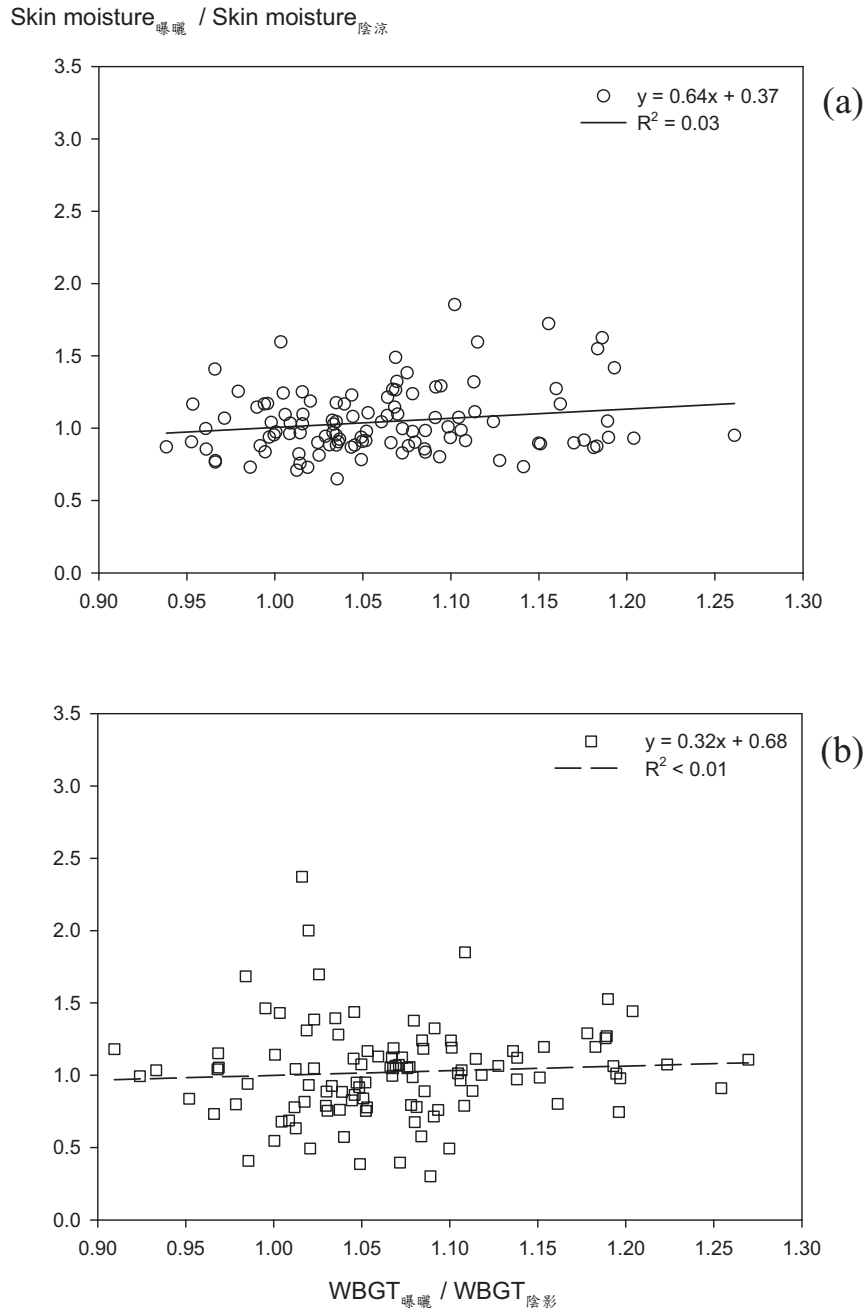 Skin moisture曝曬 / Skin moisture陰涼
3.5
y = 0.64x + 0.37
(a)
R² = 0.03
3.0
2.5
2.0
1.5
1.0
0.5
0.0
0.90 0.95 1.00 1.05 1.10 1.15 1.20 1.25 1.30
3.5
y = 0.32x + 0.68
(b)
R² < 0.01
3.0
2.5
2.0
1.5
1.0
0.5
0.0
0.90 0.95 1.00 1.05 1.10 1.15 1.20 1.25 1.30
WBGT曝曬 / WBGT陰影